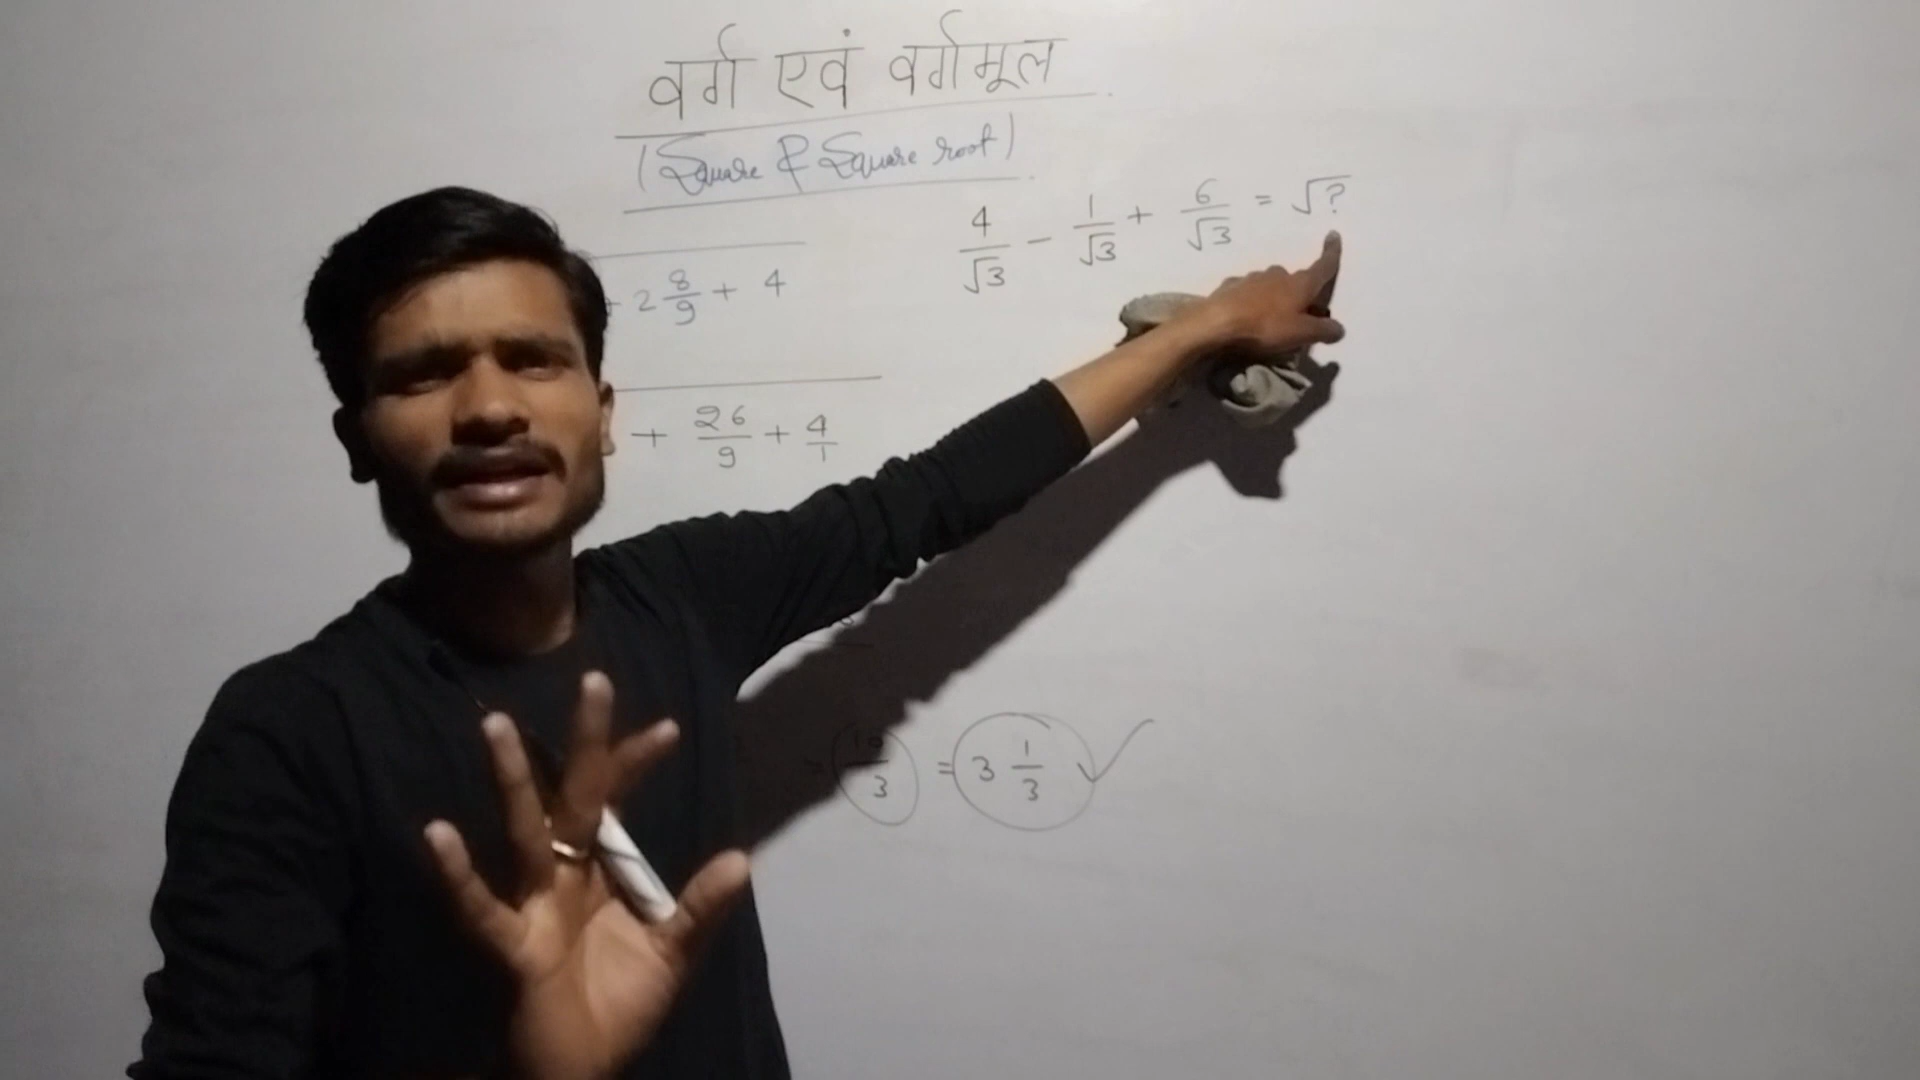 वर्ग एवं वर्गमूल
(Square & Square root)
4/√3 - 1/√3 + 6/√3 = √?
+ 2 8/9 + 4
+ 26/9 + 4/1
= 10/3 = 3 1/3 ✓